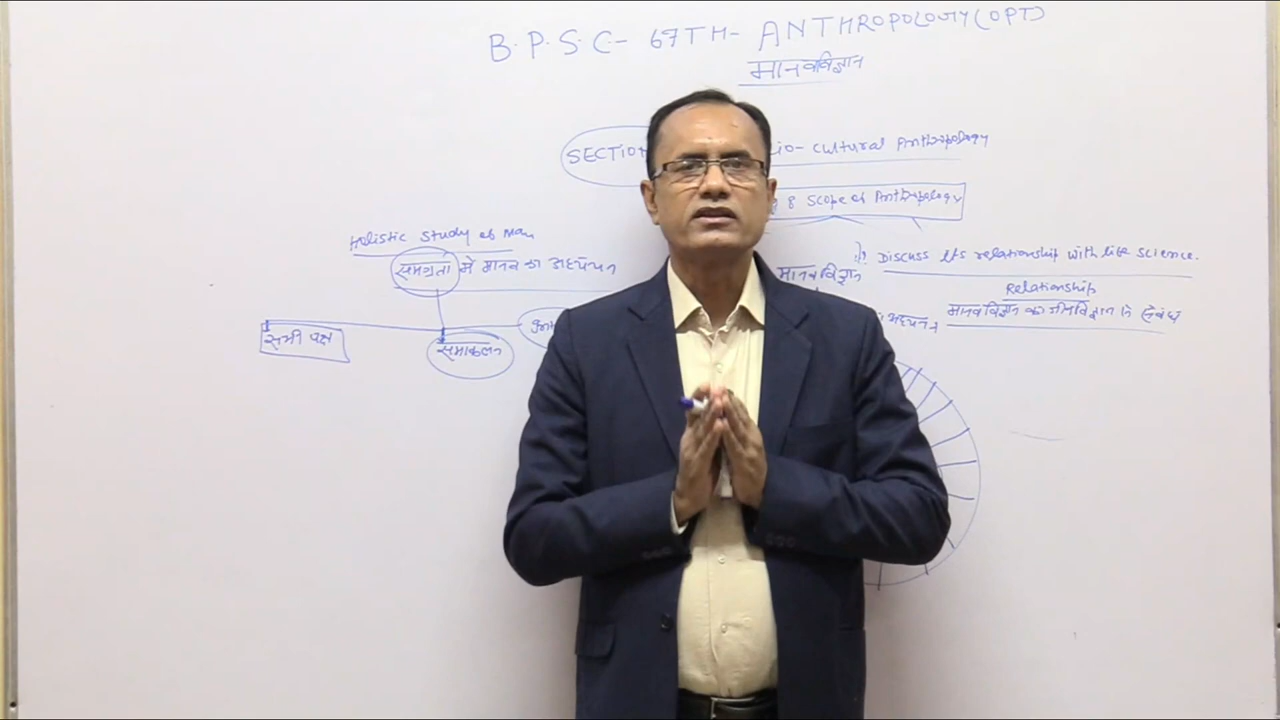 B.P.S.C- 67TH- ANTHROPOLOGY (OPT)
मानवविज्ञान
SECTION
io- cultural Anthropology
& Scope of Anthropology
Holistic Study of Man
समग्रता में मानव का अध्ययन
मानवविज्ञान
Discuss its relationship with life science.
Relationship
मानवविज्ञान का जीवविज्ञान से संबंध
अध्ययन
सभी पक्ष
समाकलन